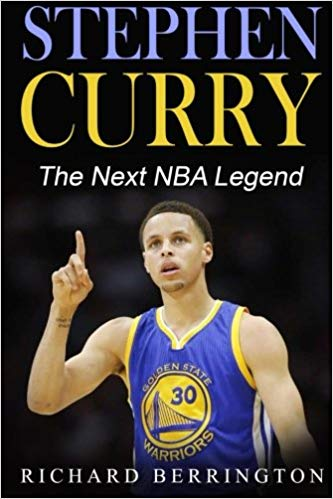 STEPHEN
CURRY
The Next NBA Legend
GOLDEN STATE
30
WARRIORS
RICHARD BERRINGTON